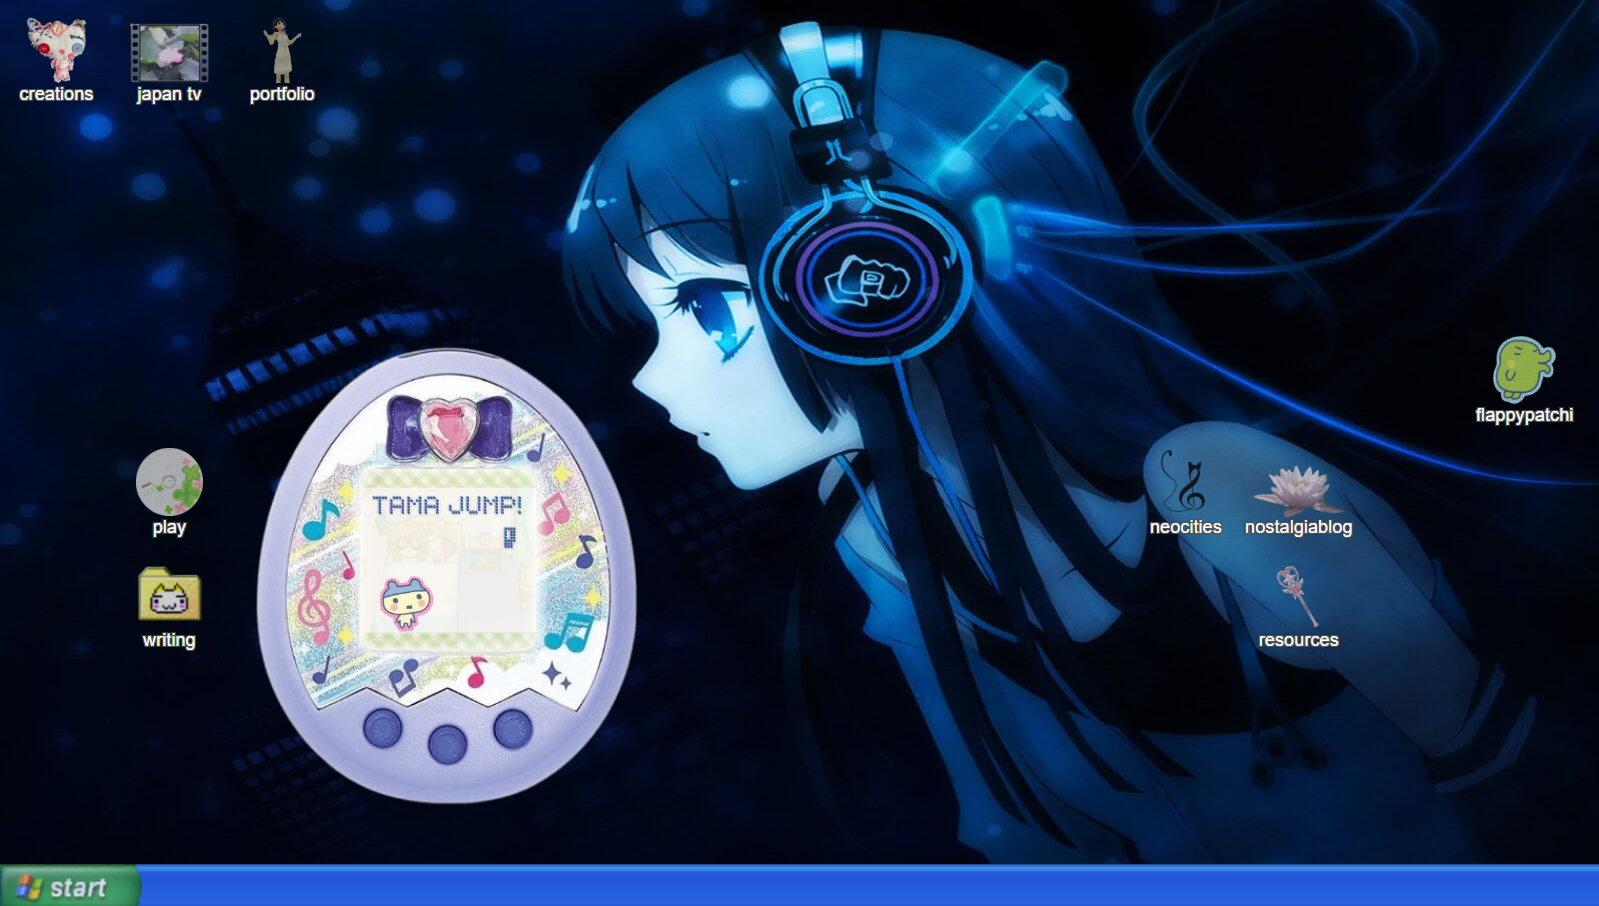 creations
japan tv
portfolio
flappypatchi
TAMA JUMP!
play
neocities
nostalgiablog
writing
resources
start